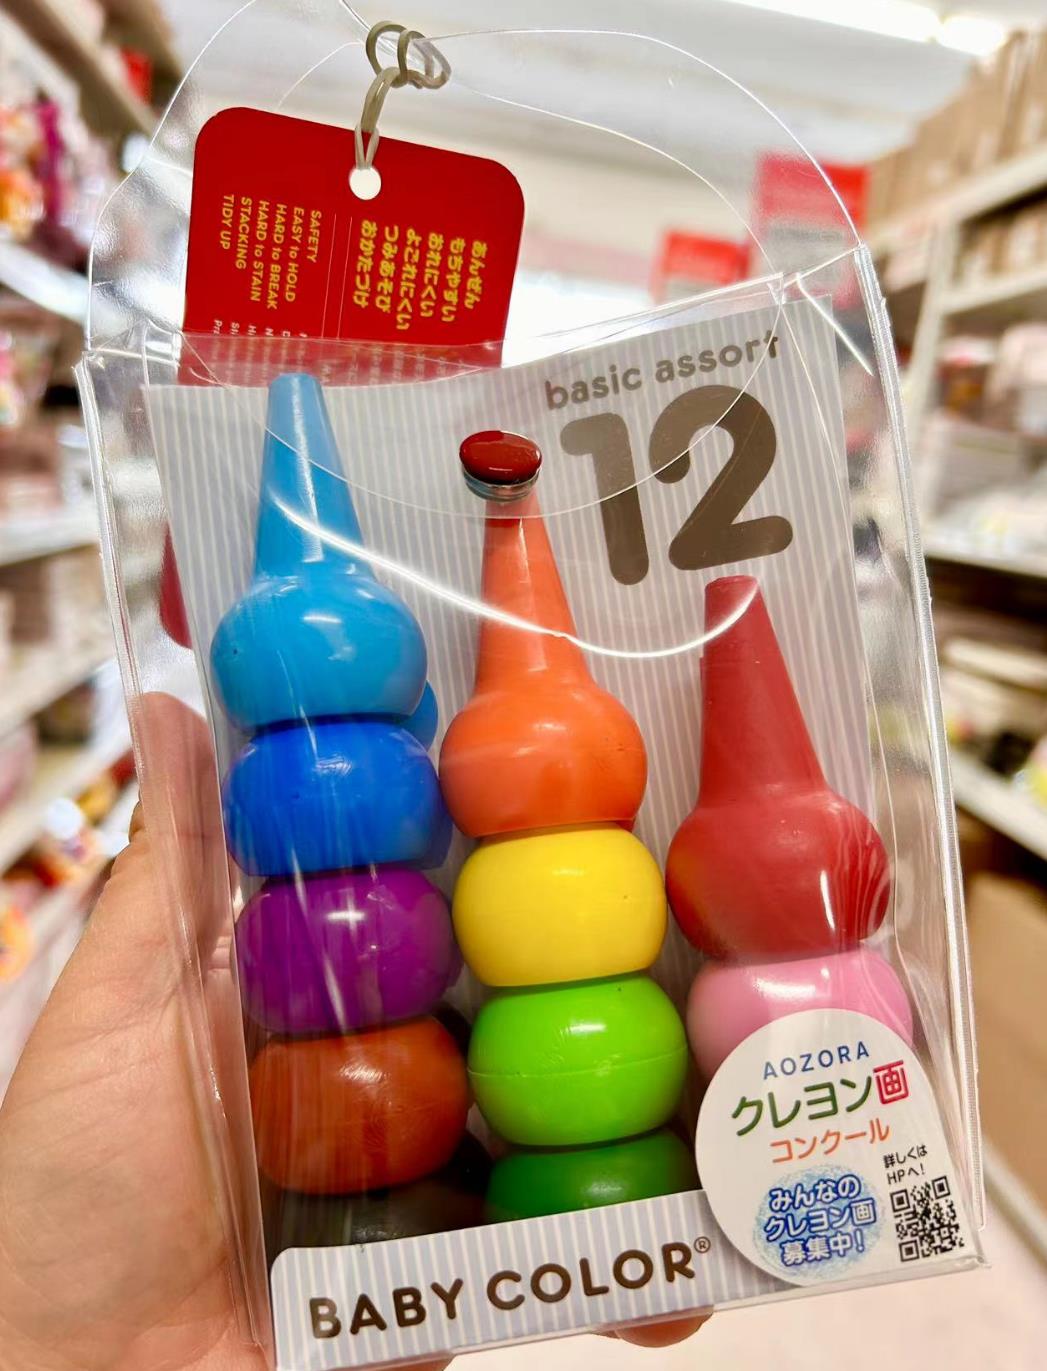 あんぜん
もちやすい
おれにくい
よごれにくい
つみあそび
おかたづけ
SAFETY
EASY to HOLD
HARD to BREAK
HARD to STAIN
STACKING
TIDY UP
basic assort
12
AOZORA
クレヨン画
コンクール
詳しくは
HPへ!
みんなの
クレヨン画
募集中!
BABY COLOR®